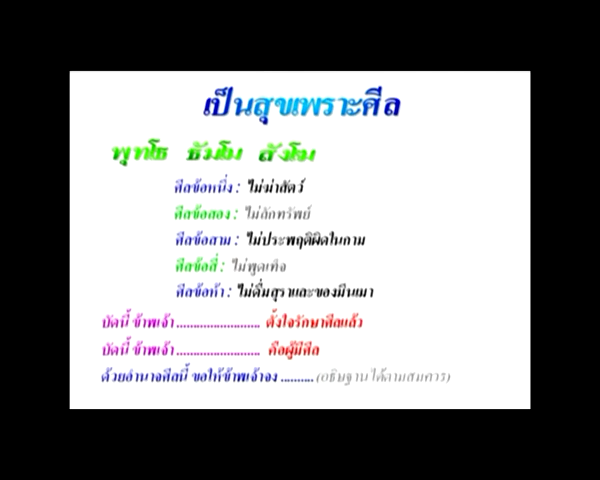 เป็นสุขเพราะศีล
พุทโธ ธัมโม สังโฆ
ศีลข้อหนึ่ง : ไม่ฆ่าสัตว์
ศีลข้อสอง : ไม่ลักทรัพย์
ศีลข้อสาม : ไม่ประพฤติผิดในกาม
ศีลข้อสี่ : ไม่พูดเท็จ
ศีลข้อห้า : ไม่ดื่มสุราและของมึนเมา
บัดนี้ ข้าพเจ้า ......................... ตั้งใจรักษาศีลแล้ว
บัดนี้ ข้าพเจ้า ......................... คือผู้มีศีล
ด้วยอำนาจศีลนี้ ขอให้ข้าพเจ้าจง .......... (อธิษฐานได้ตามสมควร)